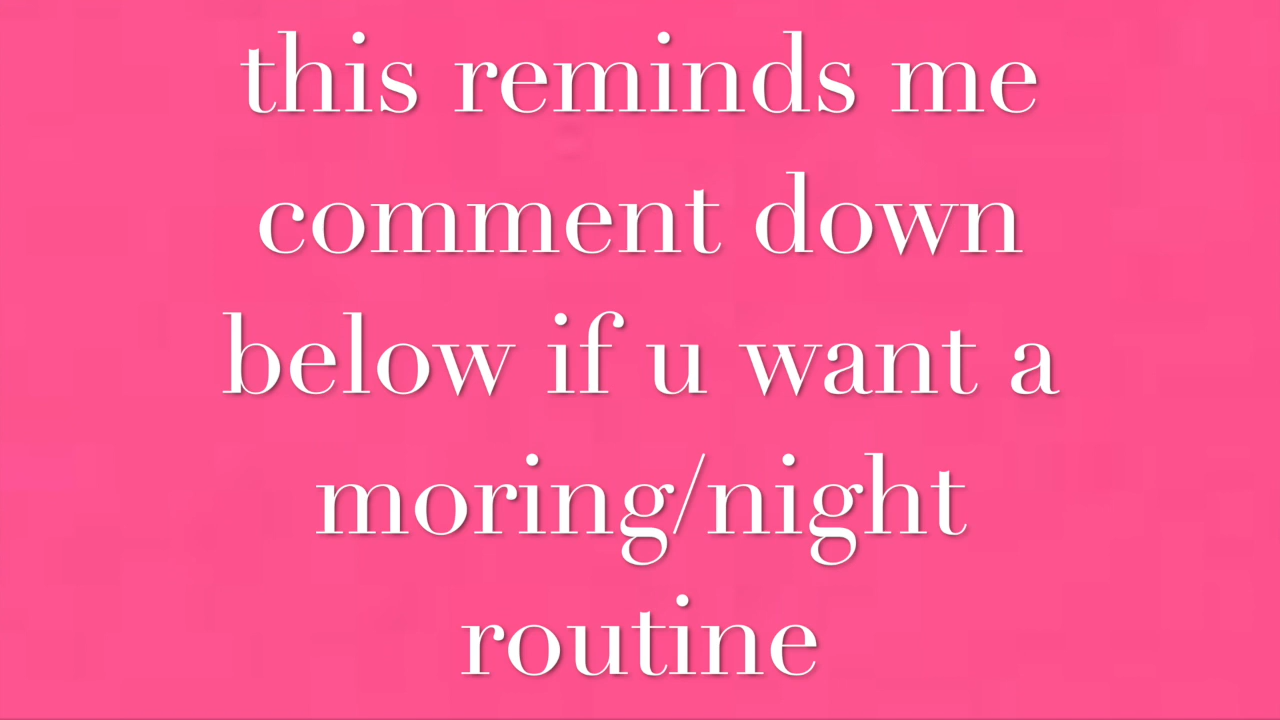 this reminds me
comment down
below if u want a
moring/night
routine